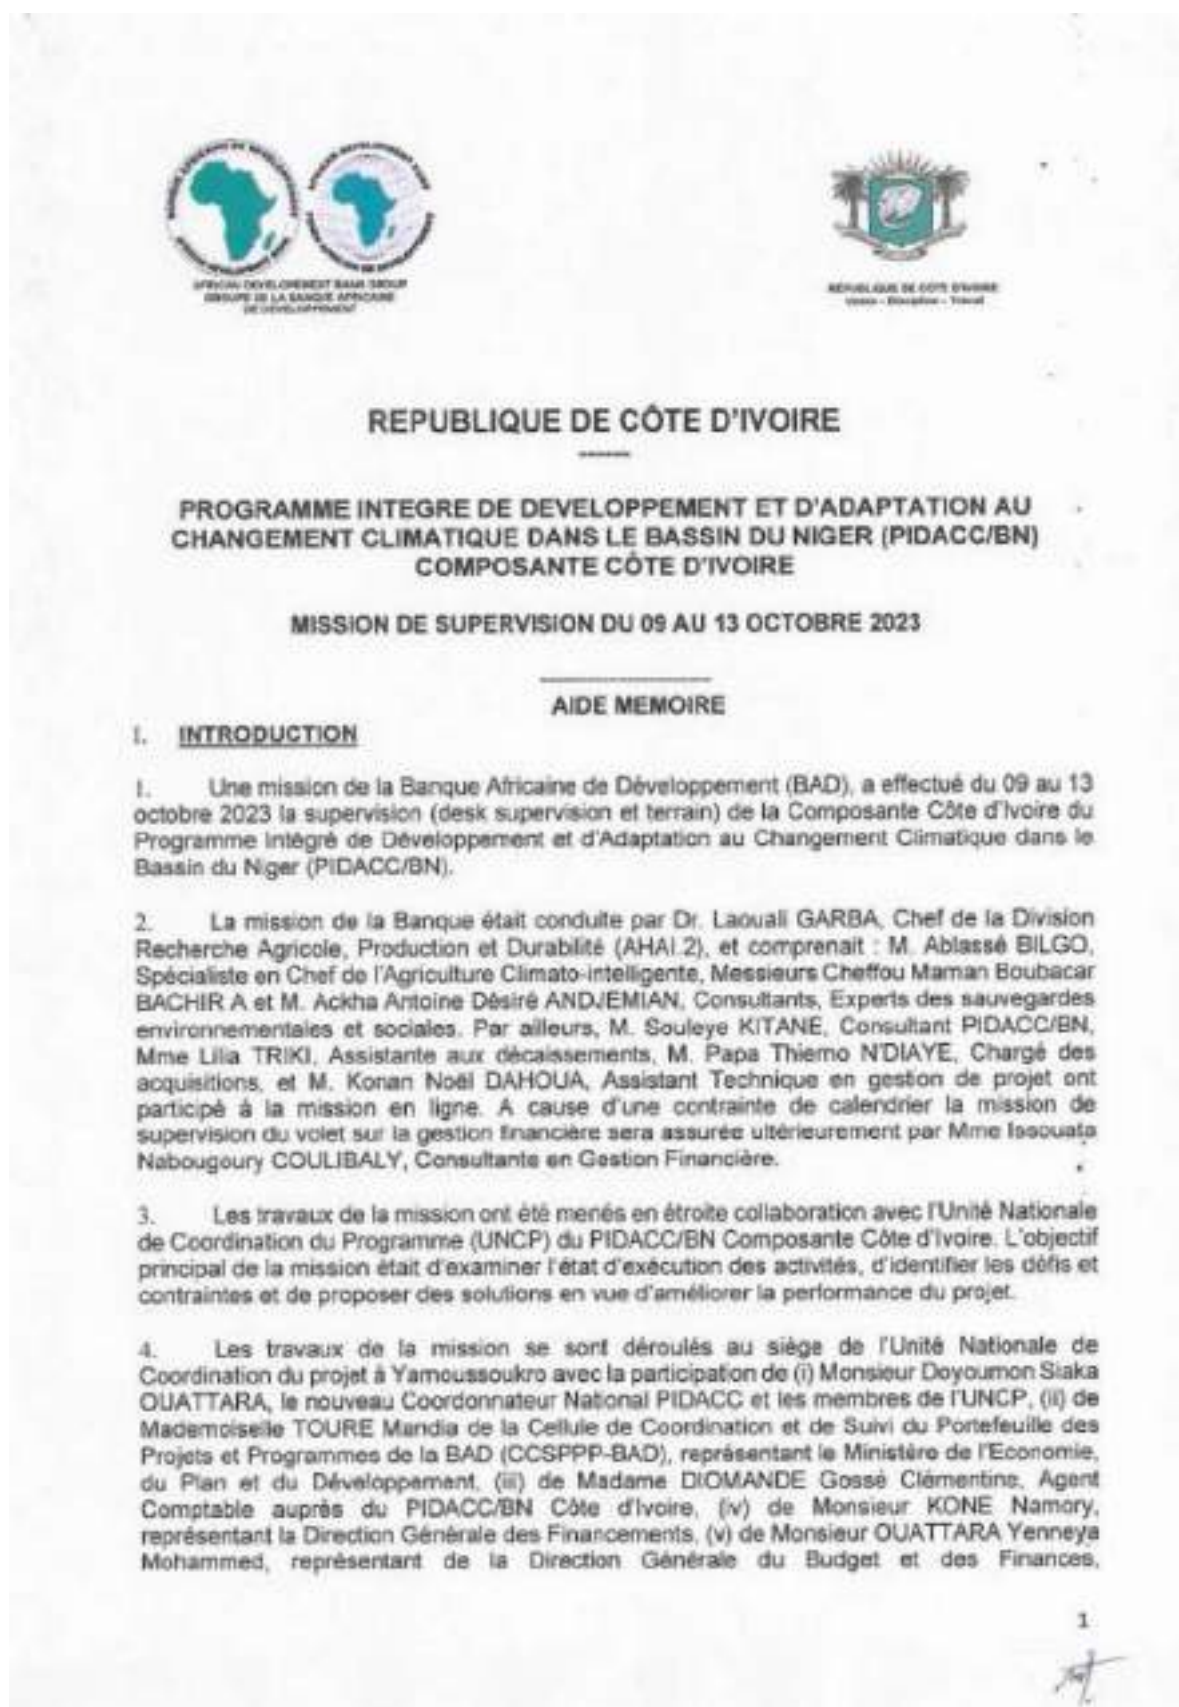 AFRICAN DEVELOPMENT BANK GROUP
GROUPE DE LA BANQUE AFRICAINE
DE DEVELOPPEMENT
RÉPUBLIQUE DE CÔTE D'IVOIRE
Union – Discipline – Travail
REPUBLIQUE DE CÔTE D'IVOIRE
------
PROGRAMME INTEGRE DE DEVELOPPEMENT ET D'ADAPTATION AU
CHANGEMENT CLIMATIQUE DANS LE BASSIN DU NIGER (PIDACC/BN)
COMPOSANTE CÔTE D'IVOIRE
MISSION DE SUPERVISION DU 09 AU 13 OCTOBRE 2023
AIDE MEMOIRE
I. INTRODUCTION
1. Une mission de la Banque Africaine de Développement (BAD), a effectué du 09 au 13
octobre 2023 la supervision (desk supervision et terrain) de la Composante Côte d'Ivoire du
Programme Intégré de Développement et d'Adaptation au Changement Climatique dans le
Bassin du Niger (PIDACC/BN).
2. La mission de la Banque était conduite par Dr. Laouali GARBA, Chef de la Division
Recherche Agricole, Production et Durabilité (AHAI.2), et comprenait : M. Ablassé BILGO,
Spécialiste en Chef de l'Agriculture Climato-intelligente, Messieurs Cheffou Maman Boubacar
BACHIR A et M. Ackha Antoine Désiré ANDJEMIAN, Consultants, Experts des sauvegardes
environnementales et sociales. Par ailleurs, M. Souleye KITANE, Consultant PIDACC/BN,
Mme Lilia TRIKI, Assistante aux décaissements, M. Papa Thierno N'DIAYE, Chargé des
acquisitions, et M. Konan Noël DAHOUA, Assistant Technique en gestion de projet ont
participé à la mission en ligne. A cause d'une contrainte de calendrier la mission de
supervision du volet sur la gestion financière sera assurée ultérieurement par Mme Issouata
Nabougoury COULIBALY, Consultante en Gestion Financière.
3. Les travaux de la mission ont été menés en étroite collaboration avec l'Unité Nationale
de Coordination du Programme (UNCP) du PIDACC/BN Composante Côte d'Ivoire. L'objectif
principal de la mission était d'examiner l'état d'exécution des activités, d'identifier les défis et
contraintes et de proposer des solutions en vue d'améliorer la performance du projet.
4. Les travaux de la mission se sont déroulés au siège de l'Unité Nationale de
Coordination du projet à Yamoussoukro avec la participation de (i) Monsieur Doyoumon Siaka
OUATTARA, le nouveau Coordonnateur National PIDACC et les membres de l'UNCP, (ii) de
Mademoiselle TOURE Mandia de la Cellule de Coordination et de Suivi du Portefeuille des
Projets et Programmes de la BAD (CCSPPP-BAD), représentant le Ministère de l'Economie,
du Plan et du Développement, (iii) de Madame DIOMANDE Gossé Clémentine, Agent
Comptable auprès du PIDACC/BN Côte d'Ivoire, (iv) de Monsieur KONE Namory,
représentant la Direction Générale des Financements, (v) de Monsieur OUATTARA Yenneya
Mohammed, représentant de la Direction Générale du Budget et des Finances,
1